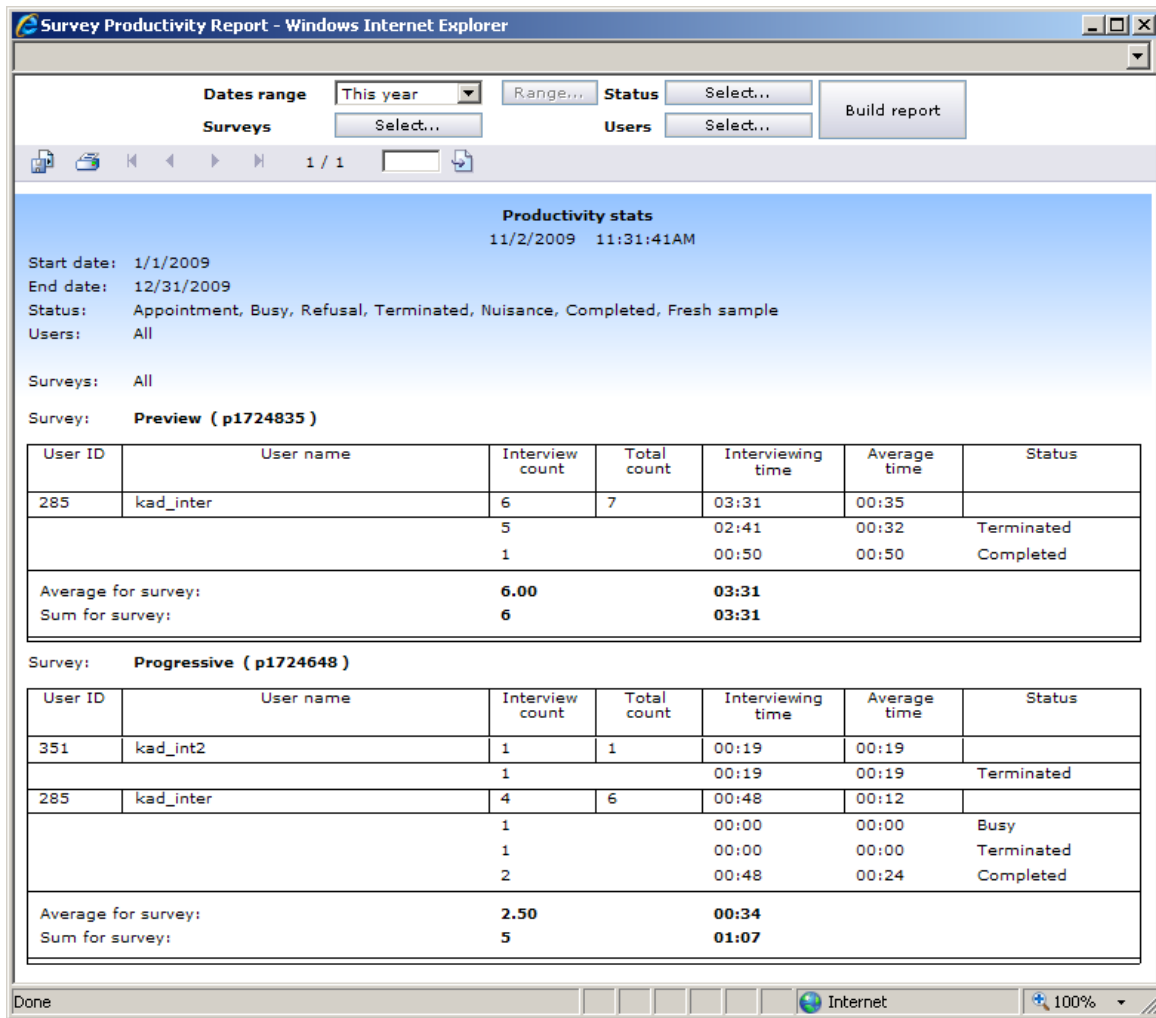 Survey Productivity Report - Windows Internet Explorer
Dates range This year Range... Status Select... Build report
Surveys Select... Users Select...
1 / 1
Productivity stats
11/2/2009 11:31:41AM
Start date: 1/1/2009
End date: 12/31/2009
Status: Appointment, Busy, Refusal, Terminated, Nuisance, Completed, Fresh sample
Users: All
Surveys: All
Survey: Preview ( p1724835 )
User ID User name Interview count Total count Interviewing time Average time Status
285 kad_inter 6 7 03:31 00:35
5 02:41 00:32 Terminated
1 00:50 00:50 Completed
Average for survey: 6.00 03:31
Sum for survey: 6 03:31
Survey: Progressive ( p1724648 )
User ID User name Interview count Total count Interviewing time Average time Status
351 kad_int2 1 1 00:19 00:19
1 00:19 00:19 Terminated
285 kad_inter 4 6 00:48 00:12
1 00:00 00:00 Busy
1 00:00 00:00 Terminated
2 00:48 00:24 Completed
Average for survey: 2.50 00:34
Sum for survey: 5 01:07
Done Internet 100%